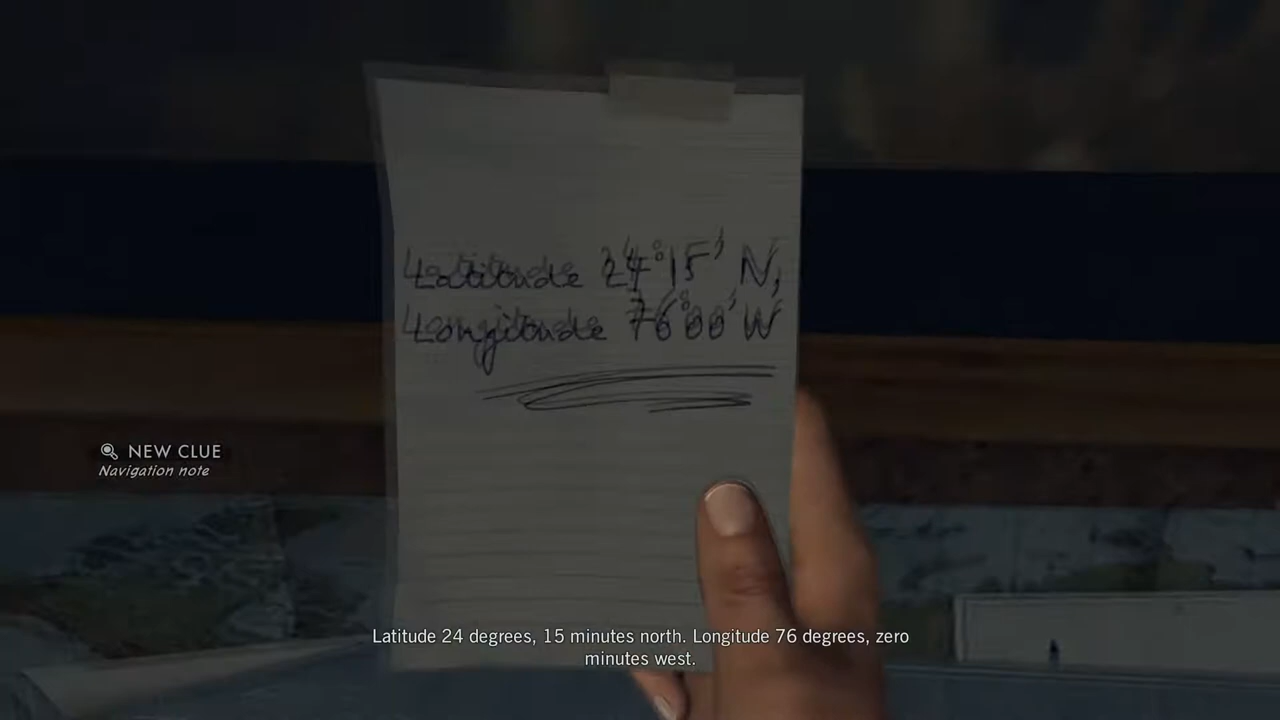 Latitude 24°15' N,
Longitude 76°00' W
NEW CLUE
Navigation note
Latitude 24 degrees, 15 minutes north. Longitude 76 degrees, zero
minutes west.